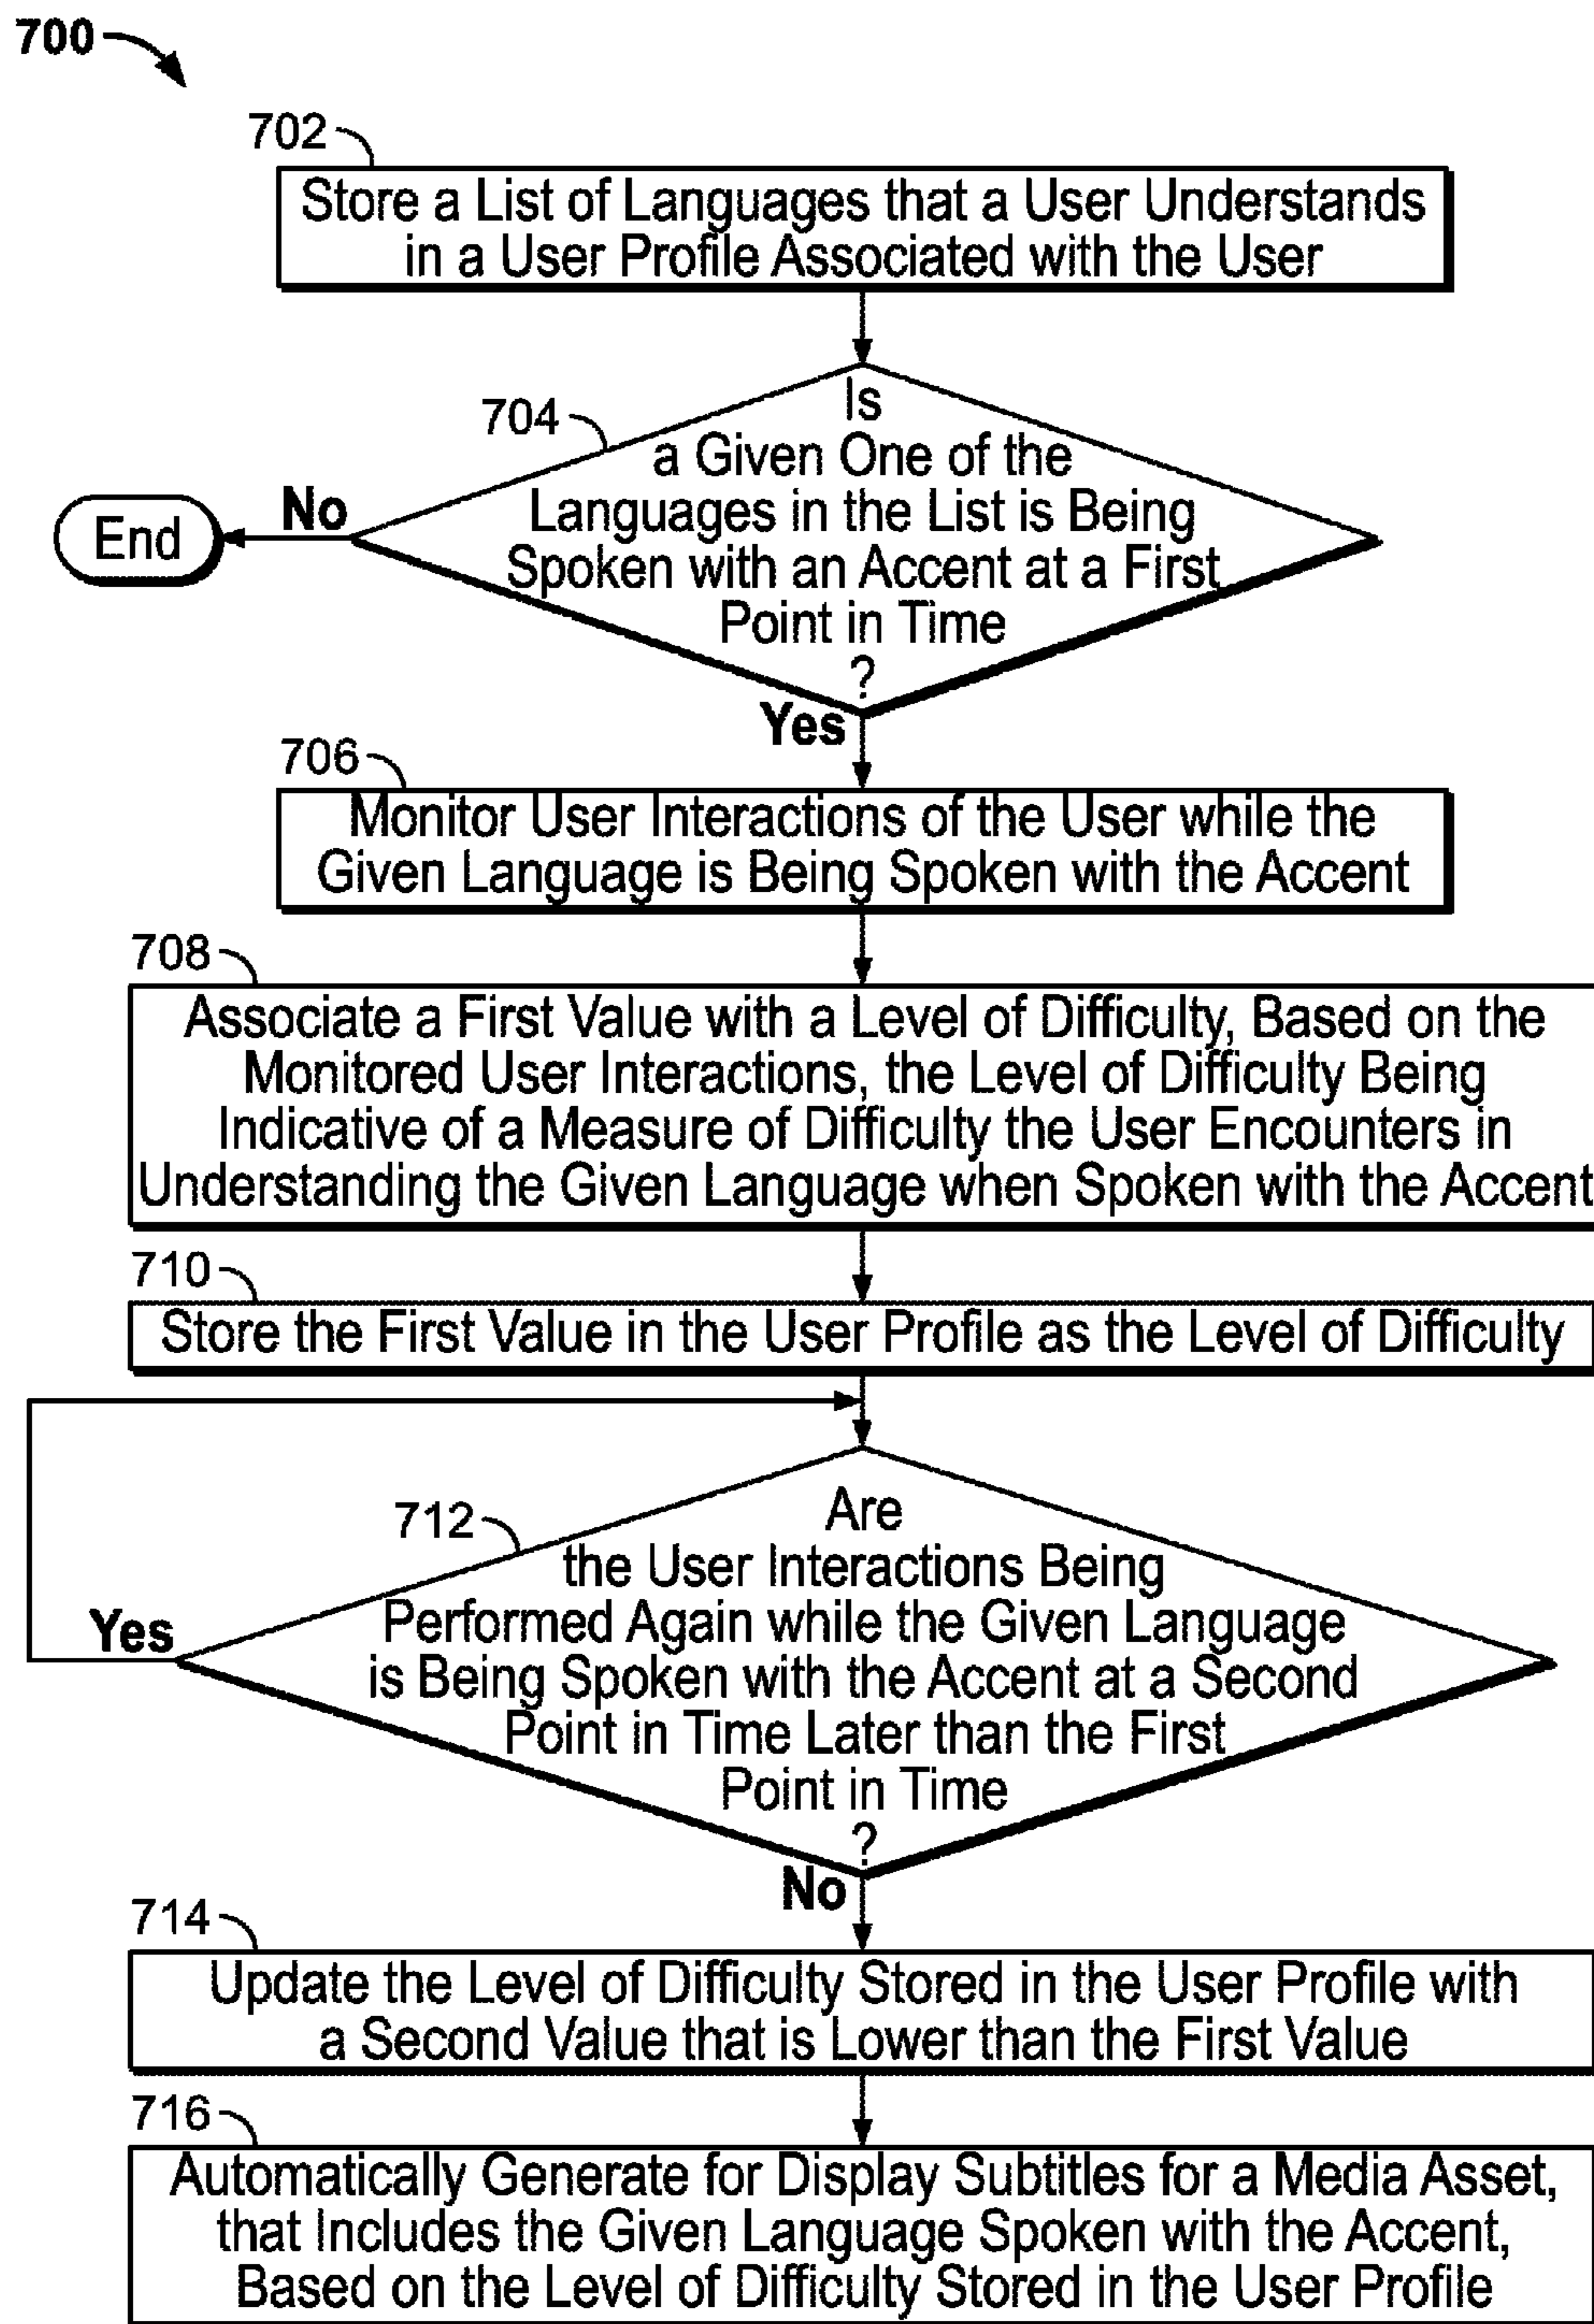 700
702
Store a List of Languages that a User Understands
in a User Profile Associated with the User
704
Is
a Given One of the
Languages in the List is Being
Spoken with an Accent at a First
Point in Time
?
No
End
Yes
706
Monitor User Interactions of the User while the
Given Language is Being Spoken with the Accent
708
Associate a First Value with a Level of Difficulty, Based on the
Monitored User Interactions, the Level of Difficulty Being
Indicative of a Measure of Difficulty the User Encounters in
Understanding the Given Language when Spoken with the Accent
710
Store the First Value in the User Profile as the Level of Difficulty
712
Are
the User Interactions Being
Performed Again while the Given Language
is Being Spoken with the Accent at a Second
Point in Time Later than the First
Point in Time
?
Yes
No
714
Update the Level of Difficulty Stored in the User Profile with
a Second Value that is Lower than the First Value
716
Automatically Generate for Display Subtitles for a Media Asset,
that Includes the Given Language Spoken with the Accent,
Based on the Level of Difficulty Stored in the User Profile